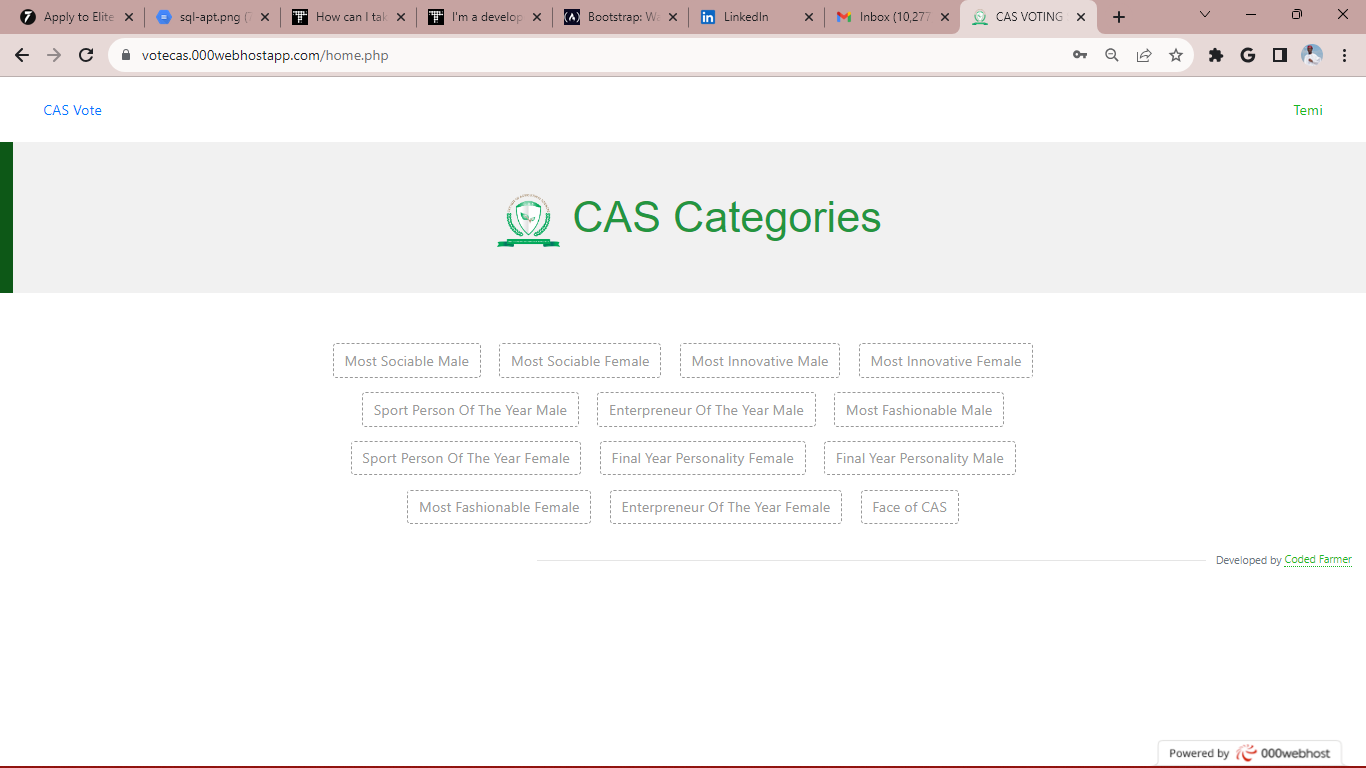 Apply to Elite
sql-apt.png (
How can I tak
I'm a develop
Bootstrap: Wa
LinkedIn
Inbox (10,277
CAS VOTING
votecas.000webhostapp.com/home.php
CAS Vote
Temi
CAS Categories
Most Sociable Male
Most Sociable Female
Most Innovative Male
Most Innovative Female
Sport Person Of The Year Male
Enterpreneur Of The Year Male
Most Fashionable Male
Sport Person Of The Year Female
Final Year Personality Female
Final Year Personality Male
Most Fashionable Female
Enterpreneur Of The Year Female
Face of CAS
Developed by Coded Farmer
Powered by 000webhost